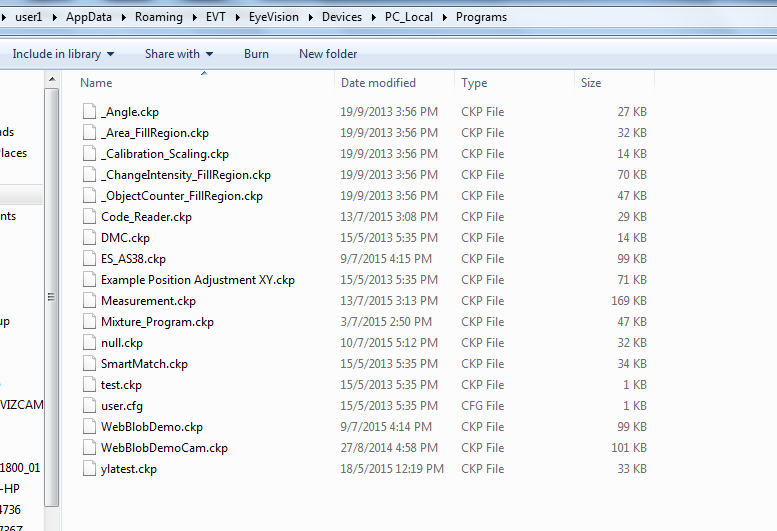 user1 AppData Roaming EVT EyeVision Devices PC_Local Programs
Include in library Share with Burn New folder
Name Date modified Type Size
_Angle.ckp 19/9/2013 3:56 PM CKP File 27 KB
nds _Area_FillRegion.ckp 19/9/2013 3:56 PM CKP File 32 KB
laces _Calibration_Scaling.ckp 19/9/2013 3:56 PM CKP File 14 KB
_ChangeIntensity_FillRegion.ckp 19/9/2013 3:56 PM CKP File 70 KB
_ObjectCounter_FillRegion.ckp 19/9/2013 3:56 PM CKP File 47 KB
nts Code_Reader.ckp 13/7/2015 3:08 PM CKP File 29 KB
DMC.ckp 15/5/2013 5:35 PM CKP File 14 KB
ES_AS38.ckp 9/7/2015 4:15 PM CKP File 99 KB
Example Position Adjustment XY.ckp 15/5/2013 5:35 PM CKP File 71 KB
Measurement.ckp 13/7/2015 3:13 PM CKP File 169 KB
up Mixture_Program.ckp 3/7/2015 2:50 PM CKP File 47 KB
null.ckp 10/7/2015 5:12 PM CKP File 32 KB
SmartMatch.ckp 15/5/2013 5:35 PM CKP File 34 KB
test.ckp 15/5/2013 5:35 PM CKP File 1 KB
VIZCAM user.cfg 15/5/2013 5:35 PM CFG File 1 KB
WebBlobDemo.ckp 9/7/2015 4:14 PM CKP File 99 KB
WebBlobDemoCam.ckp 27/8/2014 4:58 PM CKP File 101 KB
1800_01 ylatest.ckp 18/5/2015 12:19 PM CKP File 33 KB
-HP
4736